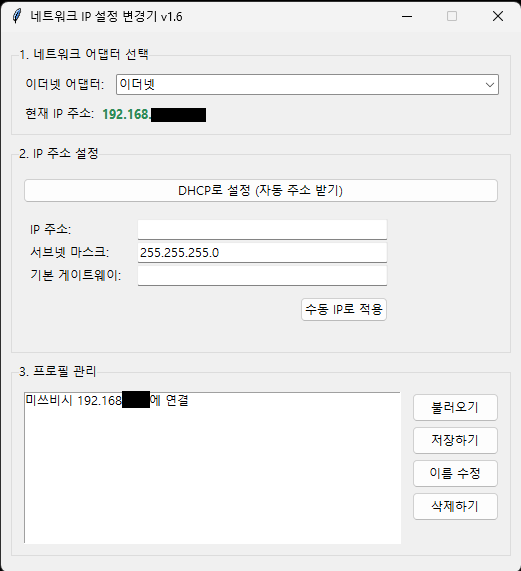 네트워크 IP 설정 변경기 v1.6
1. 네트워크 어댑터 선택
이더넷 어댑터: 이더넷
현재 IP 주소: 192.168.
2. IP 주소 설정
DHCP로 설정 (자동 주소 받기)
IP 주소:
서브넷 마스크: 255.255.255.0
기본 게이트웨이:
수동 IP로 적용
3. 프로필 관리
미쓰비시 192.168 에 연결
불러오기
저장하기
이름 수정
삭제하기